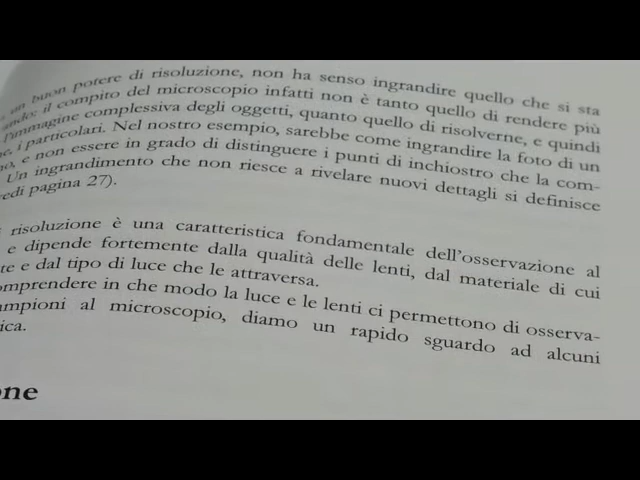 un buon potere di risoluzione, non ha senso ingrandire quello che si sta
il compito del microscopio infatti non è tanto quello di rendere più
l'immagine complessiva degli oggetti, quanto quello di risolverne, e quindi
i particolari. Nel nostro esempio, sarebbe come ingrandire la foto di un
e non essere in grado di distinguere i punti di inchiostro che la com-
Un ingrandimento che non riesce a rivelare nuovi dettagli si definisce
pagina 27).
risoluzione è una caratteristica fondamentale dell'osservazione al
e dipende fortemente dalla qualità delle lenti, dal materiale di cui
te e dal tipo di luce che le attraversa.
omprendere in che modo la luce e le lenti ci permettono di osserva-
ampioni al microscopio, diamo un rapido sguardo ad alcuni
ica.
one